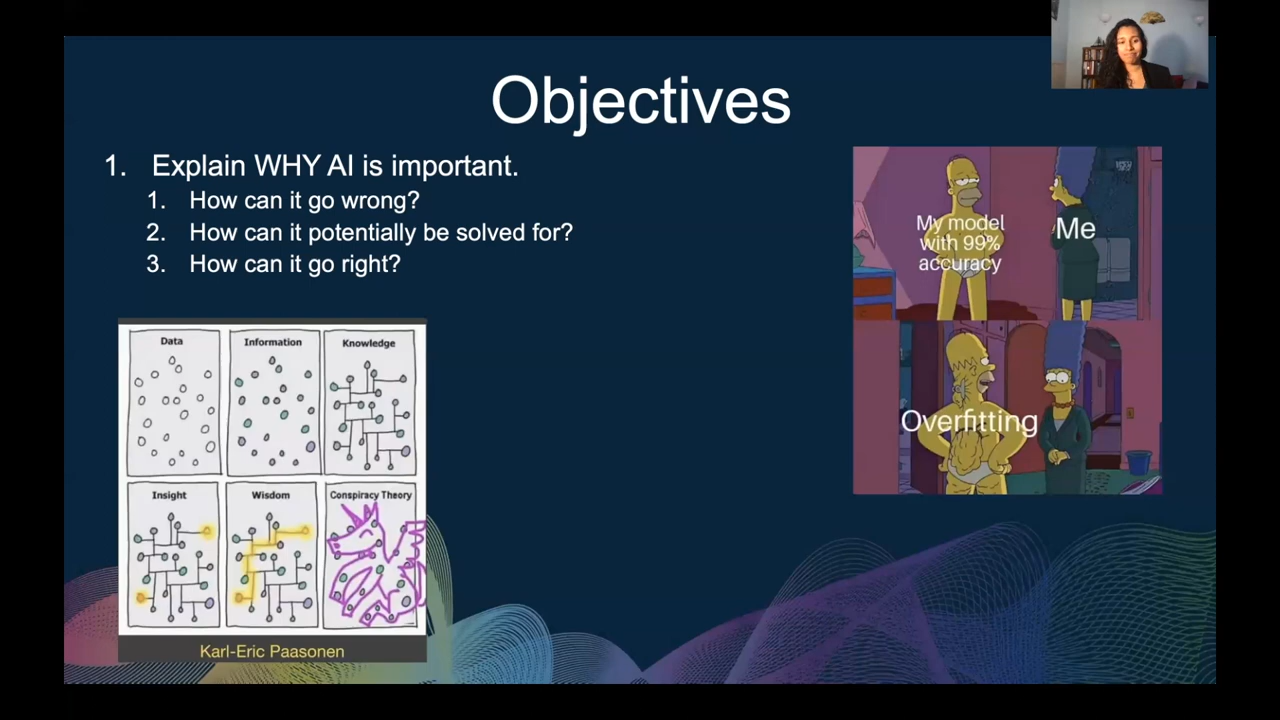 Objectives
1. Explain WHY AI is important.
1. How can it go wrong?
2. How can it potentially be solved for?
3. How can it go right?
My model
with 99%
accuracy
Me
Overfitting
Data
Information
Knowledge
Insight
Wisdom
Conspiracy Theory
Karl-Eric Paasonen